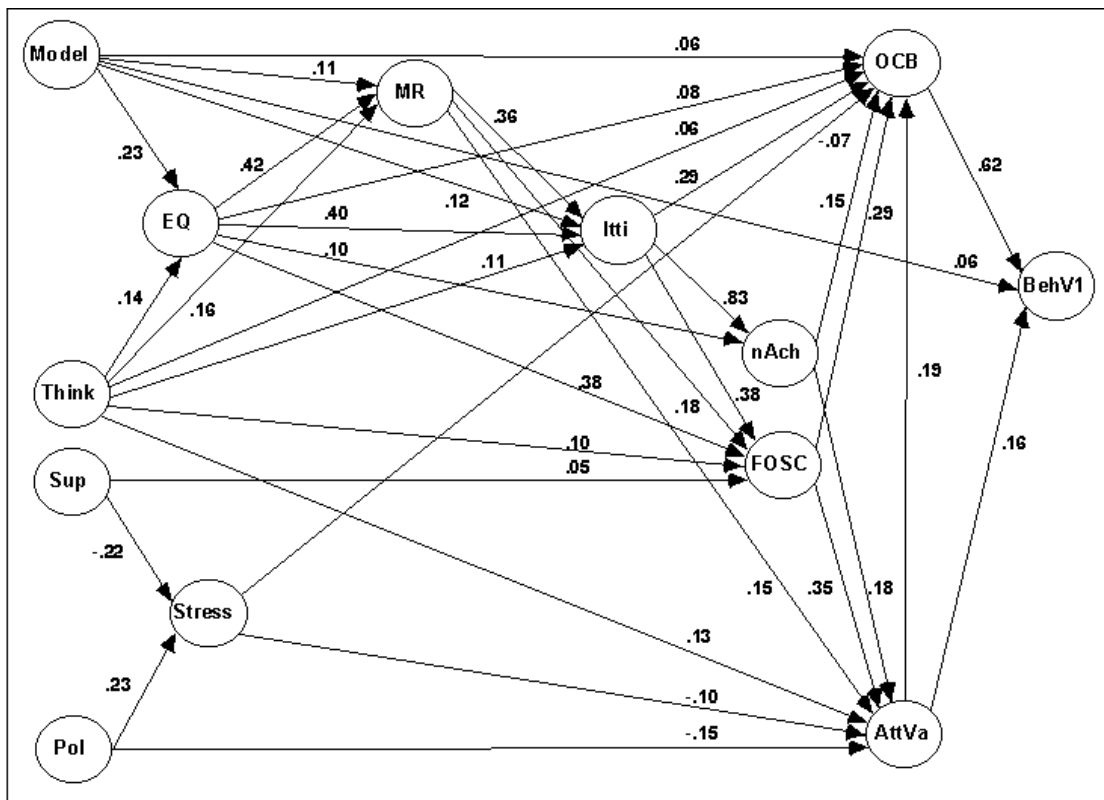 Model
.06
OCB
.11
MR
.08
.36
.06
-.07
.23
.42
.62
.29
.12
.15
.29
EQ
.40
Itti
.10
.11
.06
BehV1
.14
.16
.83
nAch
Think
.38
.18
.38
.19
.10
FOSC
.16
Sup
.05
-.22
Stress
.15
.35
.18
.13
.23
-.10
Pol
-.15
AttVa